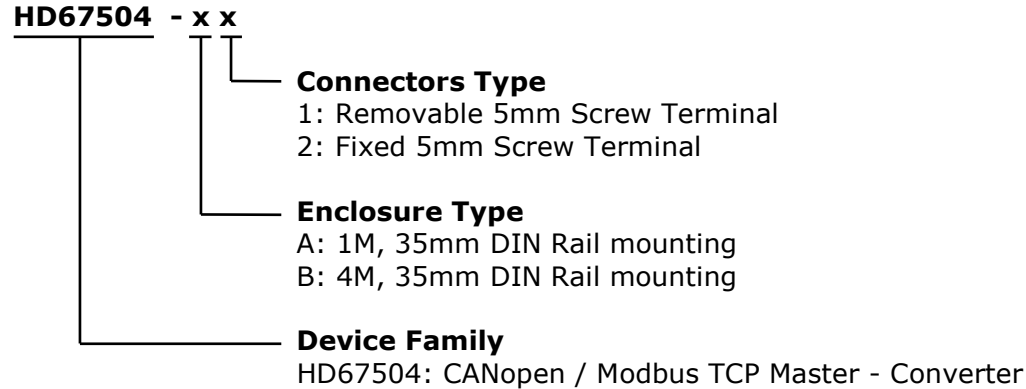 HD67504 - x x
Connectors Type
1: Removable 5mm Screw Terminal
2: Fixed 5mm Screw Terminal
Enclosure Type
A: 1M, 35mm DIN Rail mounting
B: 4M, 35mm DIN Rail mounting
Device Family
HD67504: CANopen / Modbus TCP Master - Converter